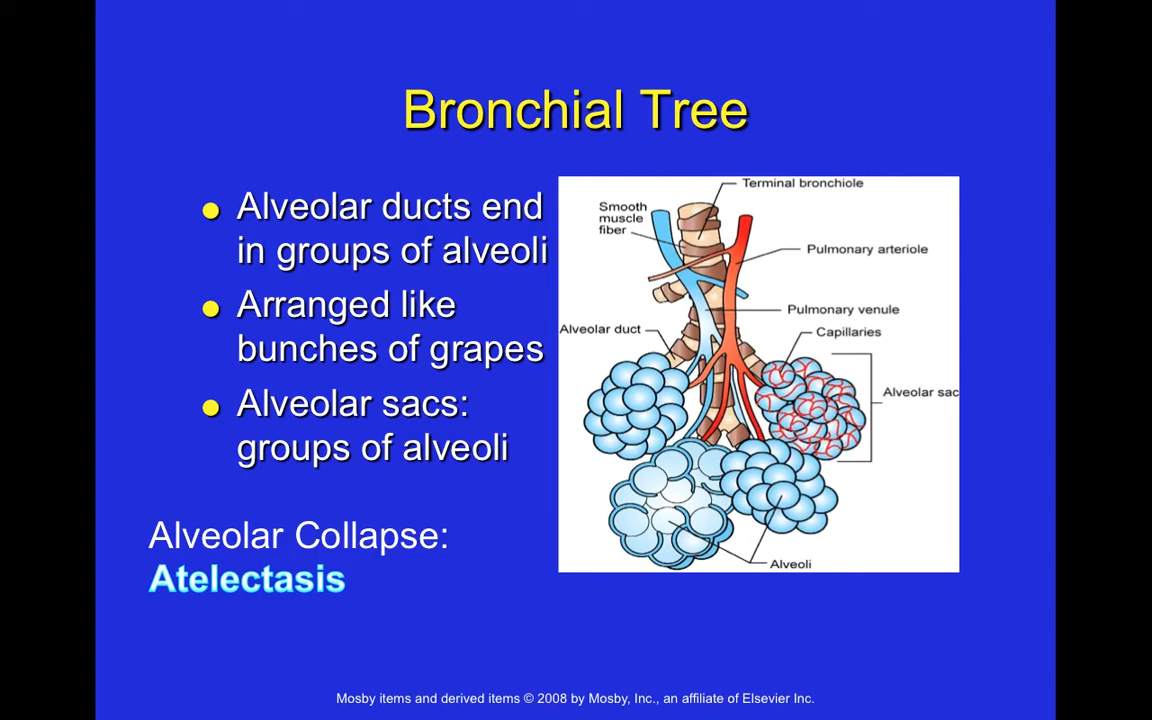 Bronchial Tree
Alveolar ducts end
in groups of alveoli
Arranged like
bunches of grapes
Alveolar sacs:
groups of alveoli
Alveolar Collapse:
Atelectasis
Terminal bronchiole
Smooth
muscle
fiber
Pulmonary arteriole
Pulmonary venule
Alveolar duct
Capillaries
Alveolar sac
Alveoli
Mosby items and derived items © 2008 by Mosby, Inc., an affiliate of Elsevier Inc.